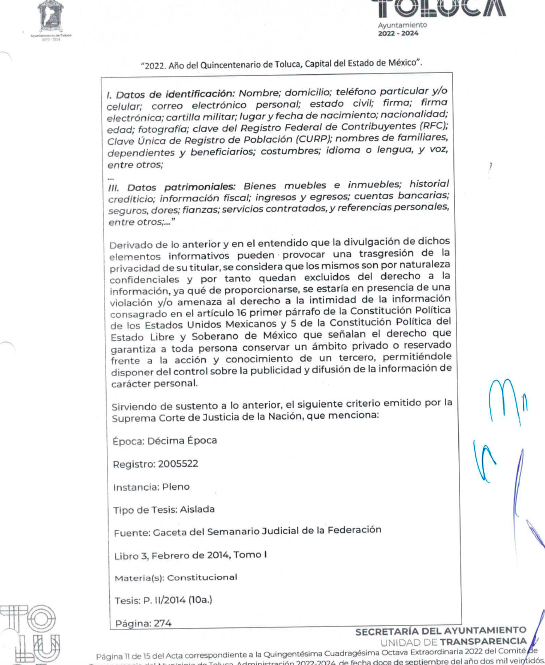 TOLUCA
Ayuntamiento
2022 - 2024
"2022. Año del Quincentenario de Toluca, Capital del Estado de México".
I. Datos de identificación: Nombre; domicilio; teléfono particular y/o
celular; correo electrónico personal; estado civil; firma; firma
electrónica; cartilla militar; lugar y fecha de nacimiento; nacionalidad;
edad; fotografía; clave del Registro Federal de Contribuyentes (RFC);
Clave Única de Registro de Población (CURP); nombres de familiares,
dependientes y beneficiarios; costumbres; idioma o lengua, y voz,
entre otros;
...
III. Datos patrimoniales: Bienes muebles e inmuebles; historial
crediticio; información fiscal; ingresos y egresos; cuentas bancarias;
seguros, dores; fianzas; servicios contratados, y referencias personales,
entre otros;..."
Derivado de lo anterior y en el entendido que la divulgación de dichos
elementos informativos pueden provocar una trasgresión de la
privacidad de su titular, se considera que los mismos son por naturaleza
confidenciales y por tanto quedan excluidos del derecho a la
información, ya qué de proporcionarse, se estaría en presencia de una
violación y/o amenaza al derecho a la intimidad de la información
consagrado en el artículo 16 primer párrafo de la Constitución Política
de los Estados Unidos Mexicanos y 5 de la Constitución Política del
Estado Libre y Soberano de México que señalan el derecho que
garantiza a toda persona conservar un ámbito privado o reservado
frente a la acción y conocimiento de un tercero, permitiéndole
disponer del control sobre la publicidad y difusión de la información de
carácter personal.
Sirviendo de sustento a lo anterior, el siguiente criterio emitido por la
Suprema Corte de Justicia de la Nación, que menciona:
Época: Décima Época
Registro: 2005522
Instancia: Pleno
Tipo de Tesis: Aislada
Fuente: Gaceta del Semanario Judicial de la Federación
Libro 3, Febrero de 2014, Tomo I
Materia(s): Constitucional
Tesis: P. II/2014 (10a.)
Página: 274
TO
LU
SECRETARÍA DEL AYUNTAMIENTO
UNIDAD DE TRANSPARENCIA
Página 11 de 15 del Acta correspondiente a la Quingentésima Cuadragésima Octava Extraordinaria 2022 del Comité de
Toluca, Administración 2022-2024, de fecha doce de septiembre del año dos mil veintidós